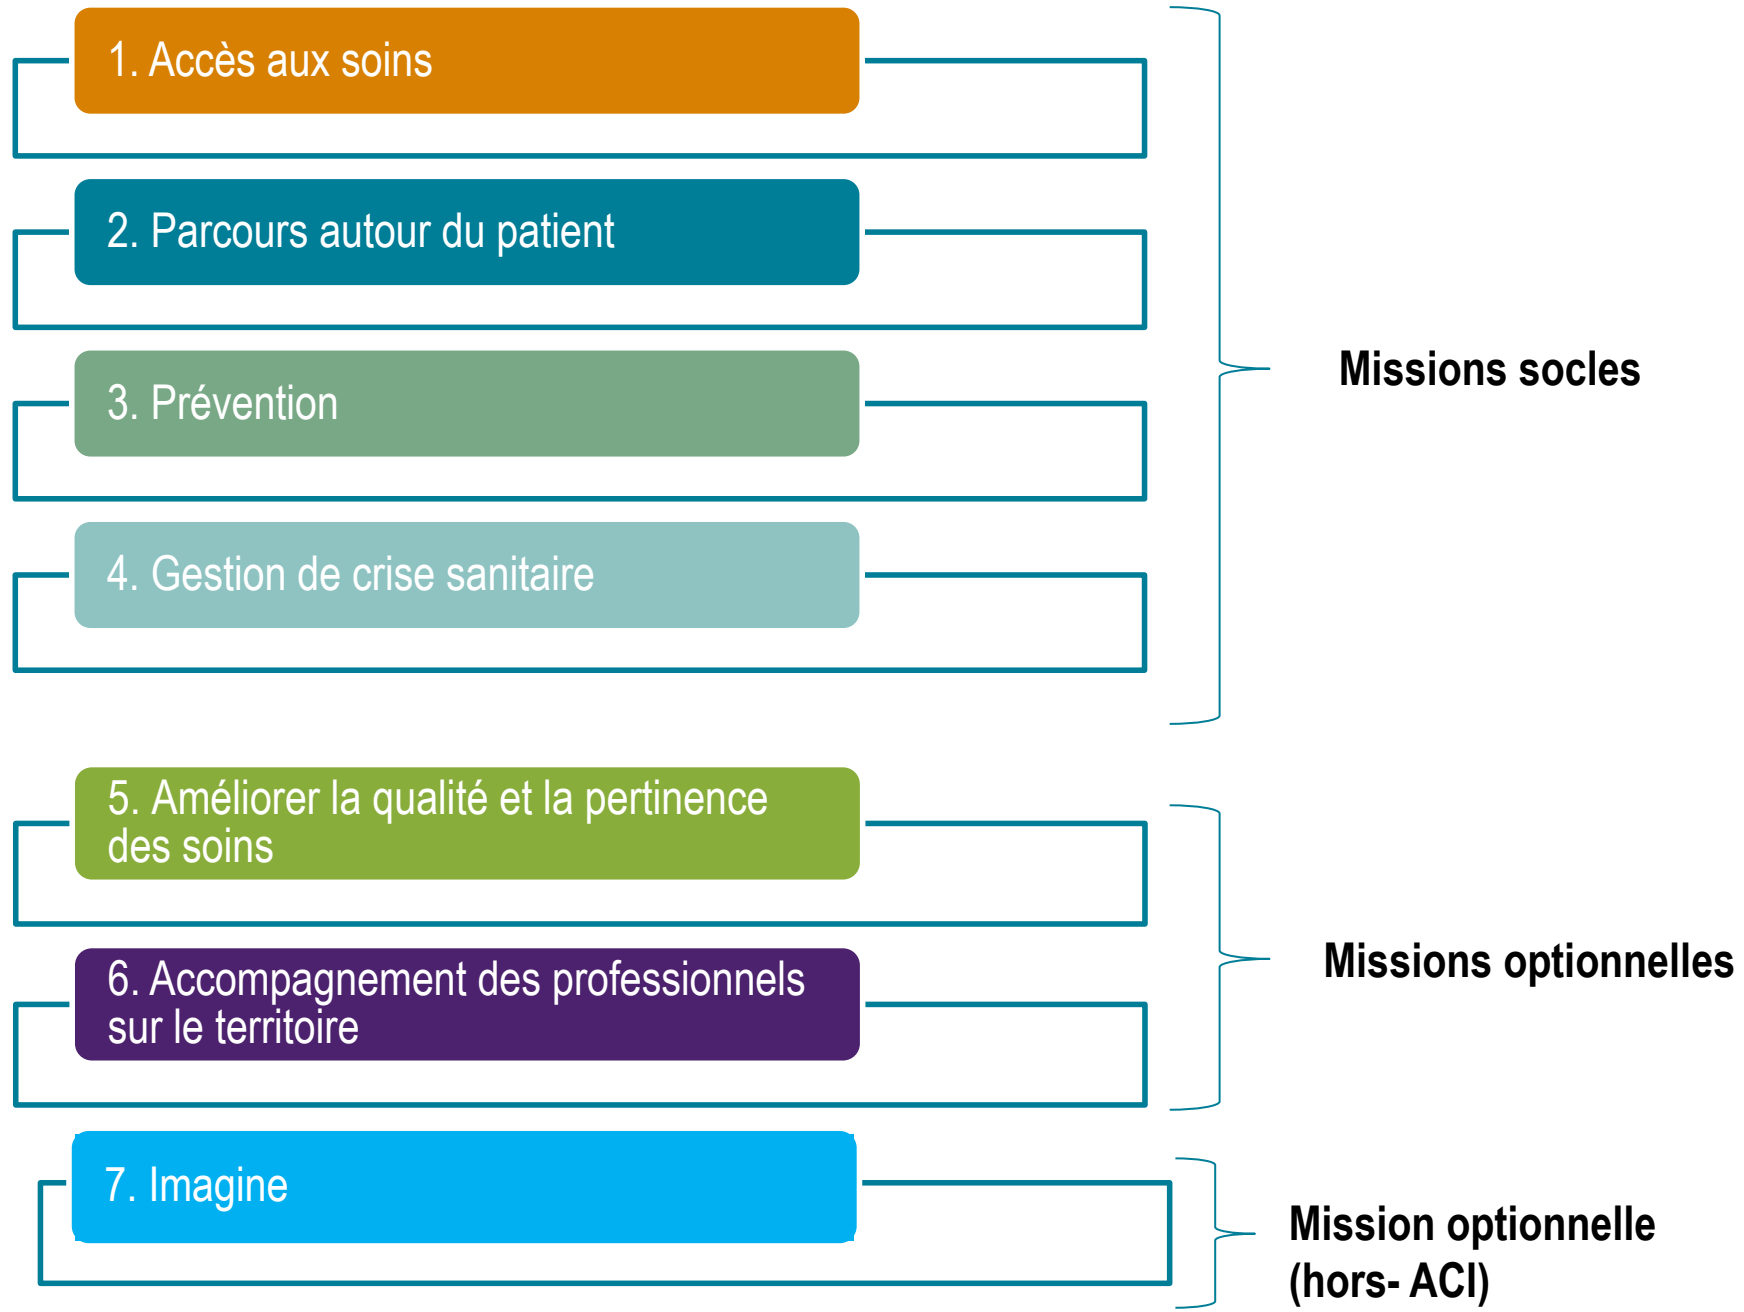 1. Accès aux soins
2. Parcours autour du patient
3. Prévention
4. Gestion de crise sanitaire
Missions socles
5. Améliorer la qualité et la pertinence
des soins
6. Accompagnement des professionnels
sur le territoire
Missions optionnelles
7. Imagine
Mission optionnelle
(hors- ACI)